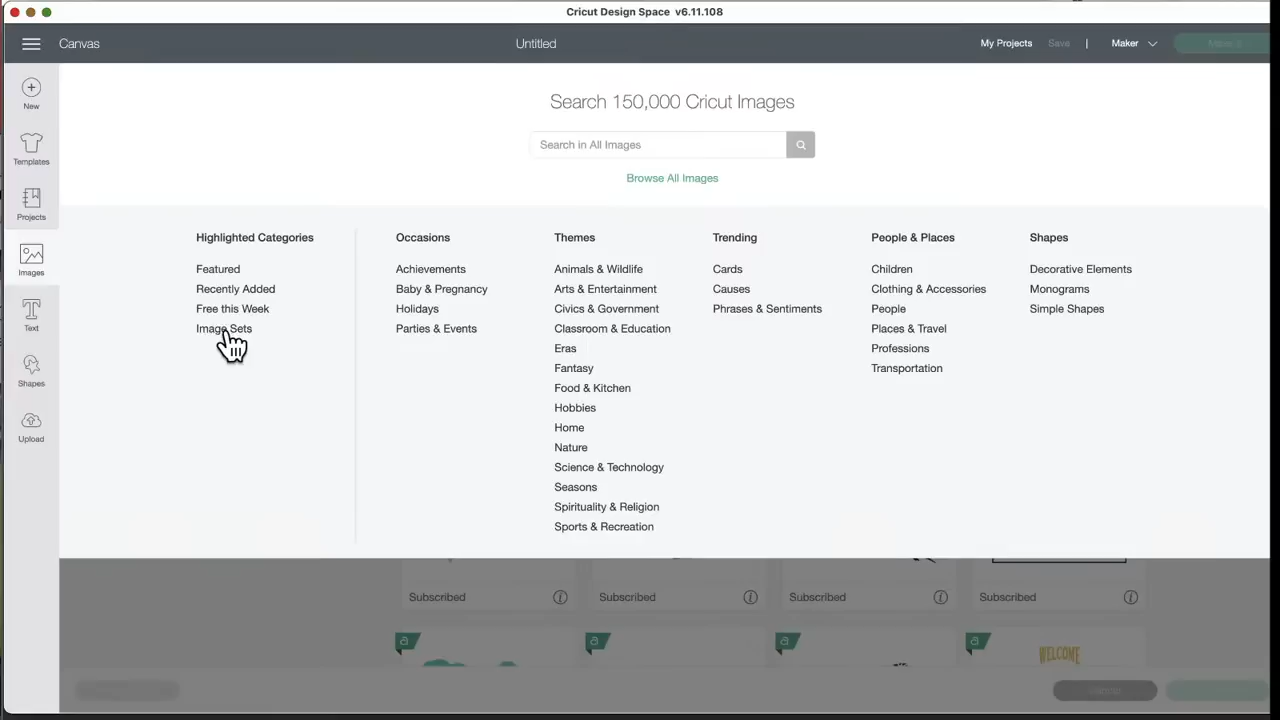 Cricut Design Space v6.11.108
Canvas
Untitled
My Projects
Save
|
Maker
New
Templates
Projects
Images
Text
Shapes
Upload
Search 150,000 Cricut Images
Search in All Images
Browse All Images
Highlighted Categories
Featured
Recently Added
Free this Week
Image Sets
Occasions
Achievements
Baby & Pregnancy
Holidays
Parties & Events
Themes
Animals & Wildlife
Arts & Entertainment
Civics & Government
Classroom & Education
Eras
Fantasy
Food & Kitchen
Hobbies
Home
Nature
Science & Technology
Seasons
Spirituality & Religion
Sports & Recreation
Trending
Cards
Causes
Phrases & Sentiments
People & Places
Children
Clothing & Accessories
People
Places & Travel
Professions
Transportation
Shapes
Decorative Elements
Monograms
Simple Shapes
Subscribed
Subscribed
Subscribed
Subscribed
a
a
a
a
WELCOME